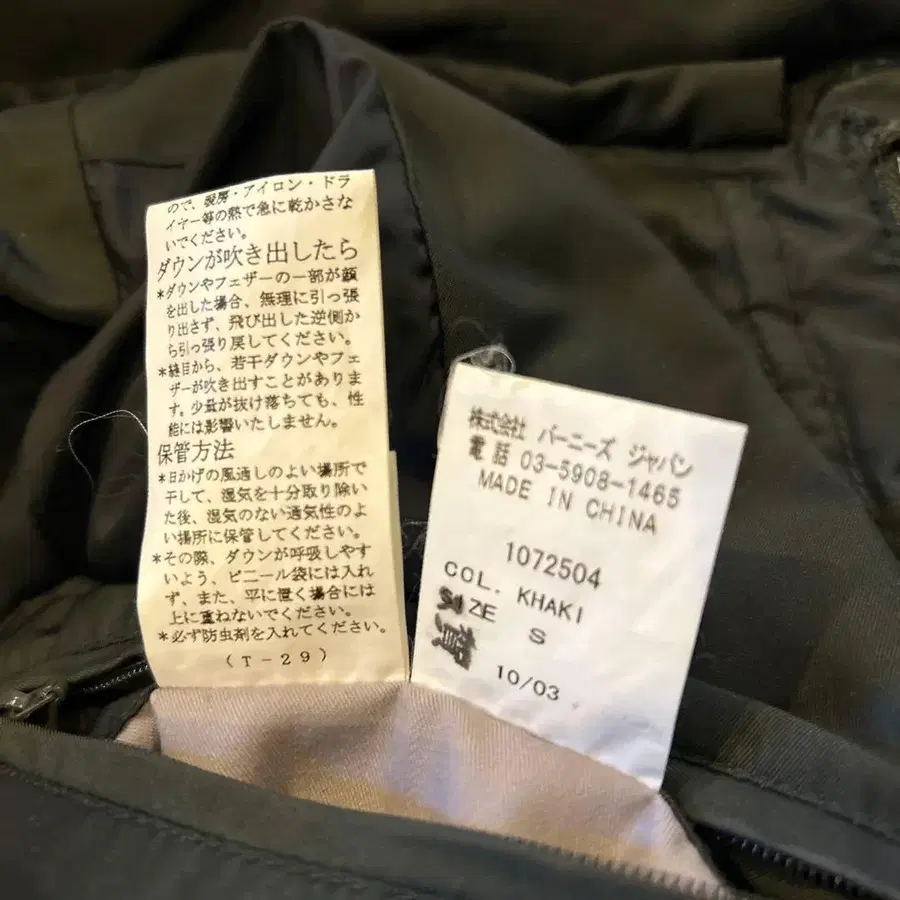 ので、暖房・アイロン・ドラ
イヤー等の熱で急に乾かさな
いでください。
ダウンが吹き出したら
*ダウンやフェザーの一部が顔
を出した場合、無理に引っ張
り出さず、飛び出した逆側か
ら引っ張り戻してください。
*縫目から、若干ダウンやフェ
ザーが吹き出すことがありま
す。少量が抜け落ちても、性
能には影響いたしません。
保管方法
*日かげの風通しのよい場所で
干して、湿気を十分取り除い
た後、湿気のない通気性のよ
い場所に保管してください。
*その際、ダウンが呼吸しやす
いよう、ビニール袋には入れ
ず、また、平に置く場合には
上に重ねないでください。
*必ず防虫剤を入れてください。
(T-29)
株式会社 バーニーズ ジャパン
電話 03-5908-1465
MADE IN CHINA
1072504
COL. KHAKI
SIZE S
10/03